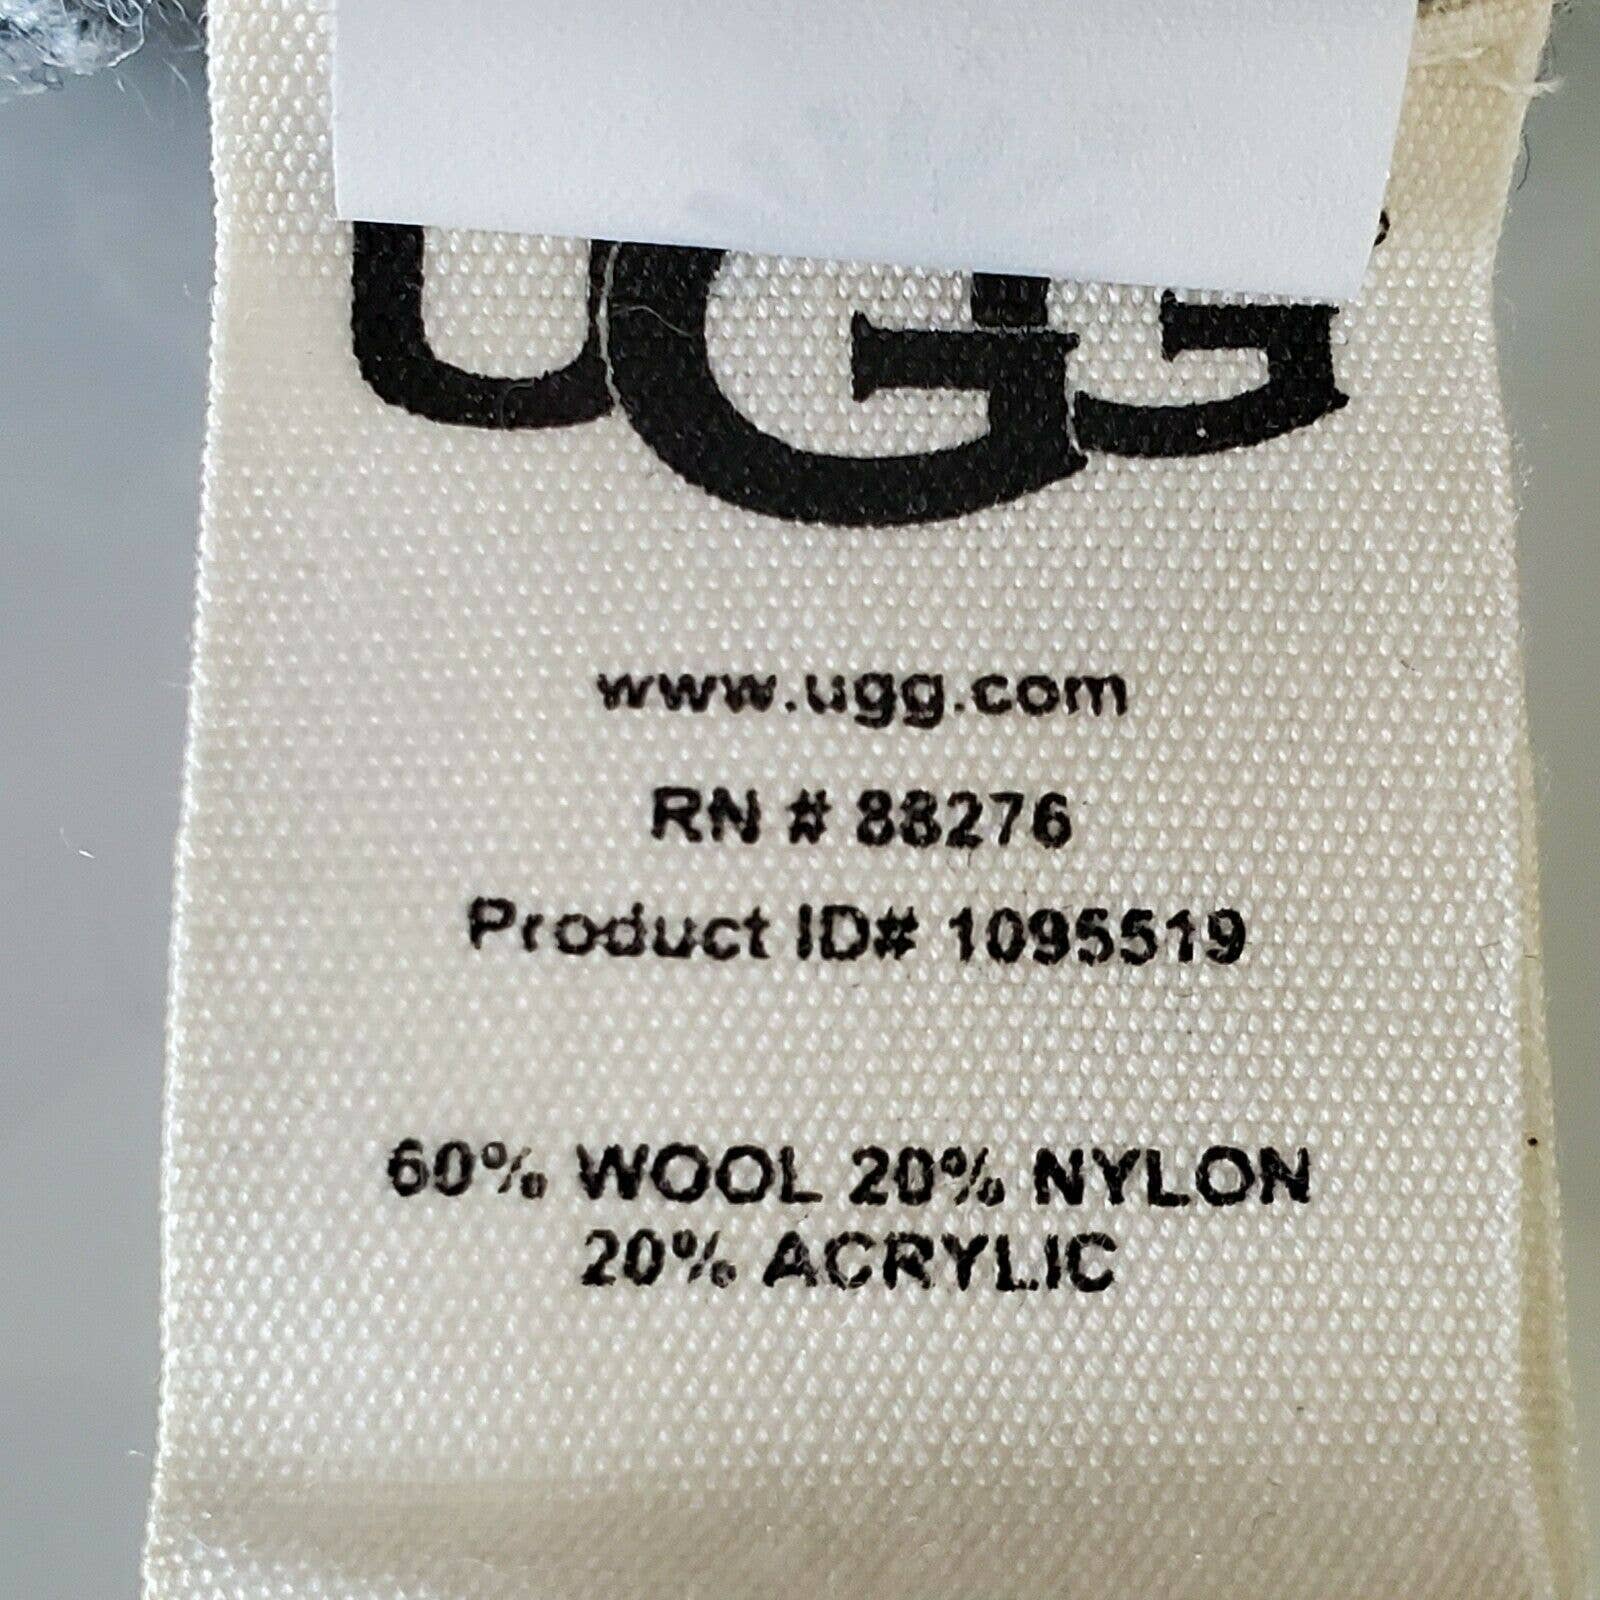 UGG
www.ugg.com
RN # 88276
Product ID# 1095519
60% WOOL 20% NYLON
20% ACRYLIC